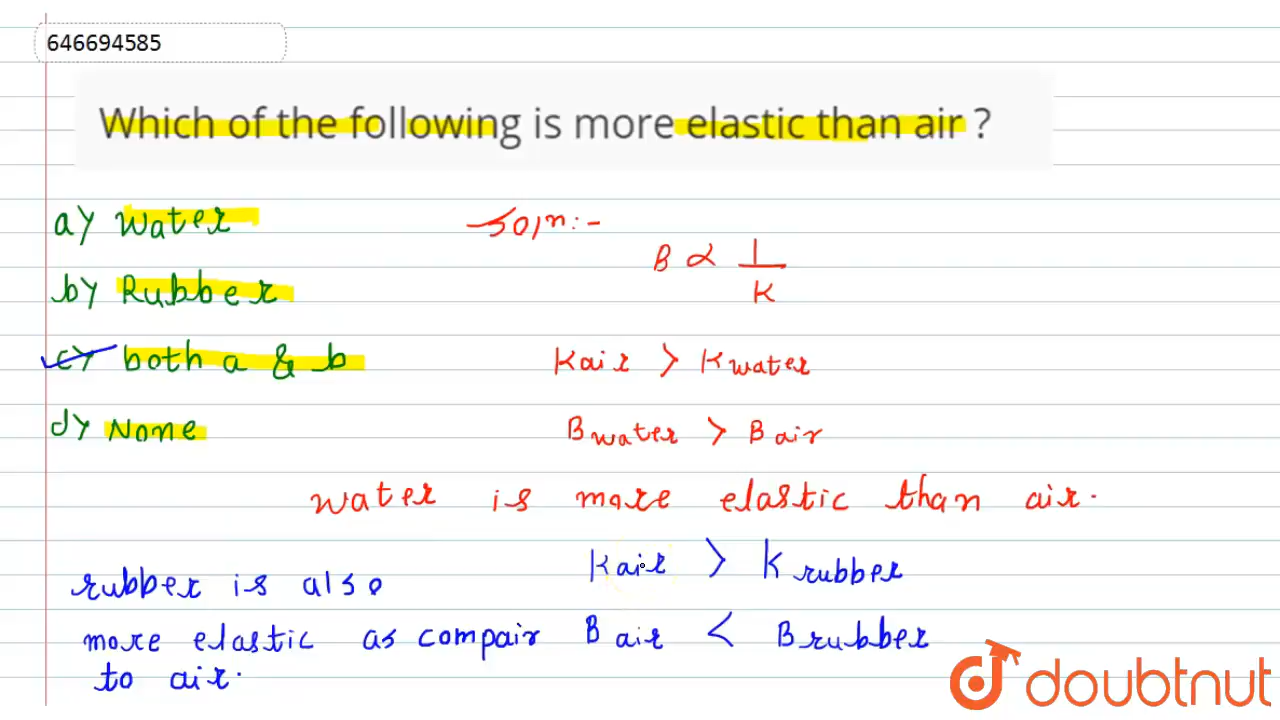 646694585
Which of the following is more elastic than air ?
a) Water
Soln:-
B ∝ 1/K
b) Rubber
c) both a & b
Kair > Kwater
d) None
Bwater > Bair
water is more elastic than air.
Kair > Krubber
rubber is also
more elastic as compair
Bair < Brubber
to air.
doubtnut